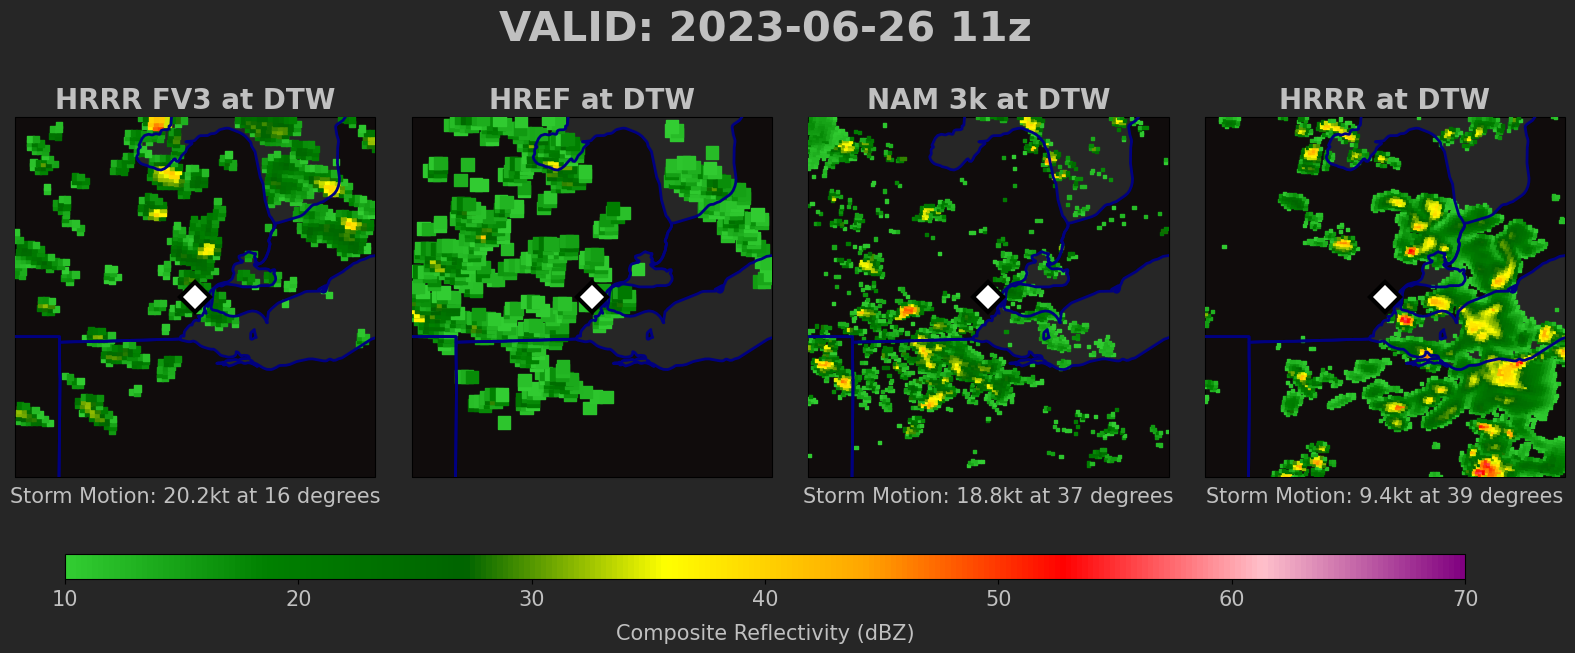 VALID: 2023-06-26 11z
HRRR FV3 at DTW
HREF at DTW
NAM 3k at DTW
HRRR at DTW
Storm Motion: 20.2kt at 16 degrees
Storm Motion: 18.8kt at 37 degrees
Storm Motion: 9.4kt at 39 degrees
10 20 30 40 50 60 70
Composite Reflectivity (dBZ)